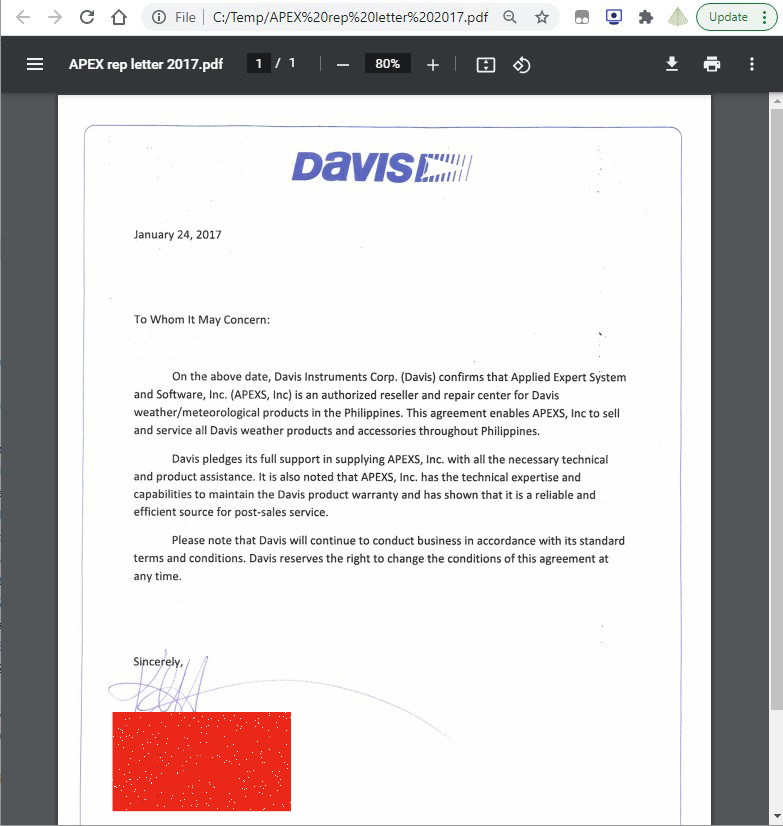 File
C:/Temp/APEX%20rep%20letter%202017.pdf
Update
APEX rep letter 2017.pdf
1 / 1
80%
DAVIS
January 24, 2017
To Whom It May Concern:
On the above date, Davis Instruments Corp. (Davis) confirms that Applied Expert System
and Software, Inc. (APEXS, Inc) is an authorized reseller and repair center for Davis
weather/meteorological products in the Philippines. This agreement enables APEXS, Inc to sell
and service all Davis weather products and accessories throughout Philippines.
Davis pledges its full support in supplying APEXS, Inc. with all the necessary technical
and product assistance. It is also noted that APEXS, Inc. has the technical expertise and
capabilities to maintain the Davis product warranty and has shown that it is a reliable and
efficient source for post-sales service.
Please note that Davis will continue to conduct business in accordance with its standard
terms and conditions. Davis reserves the right to change the conditions of this agreement at
any time.
Sincerely,